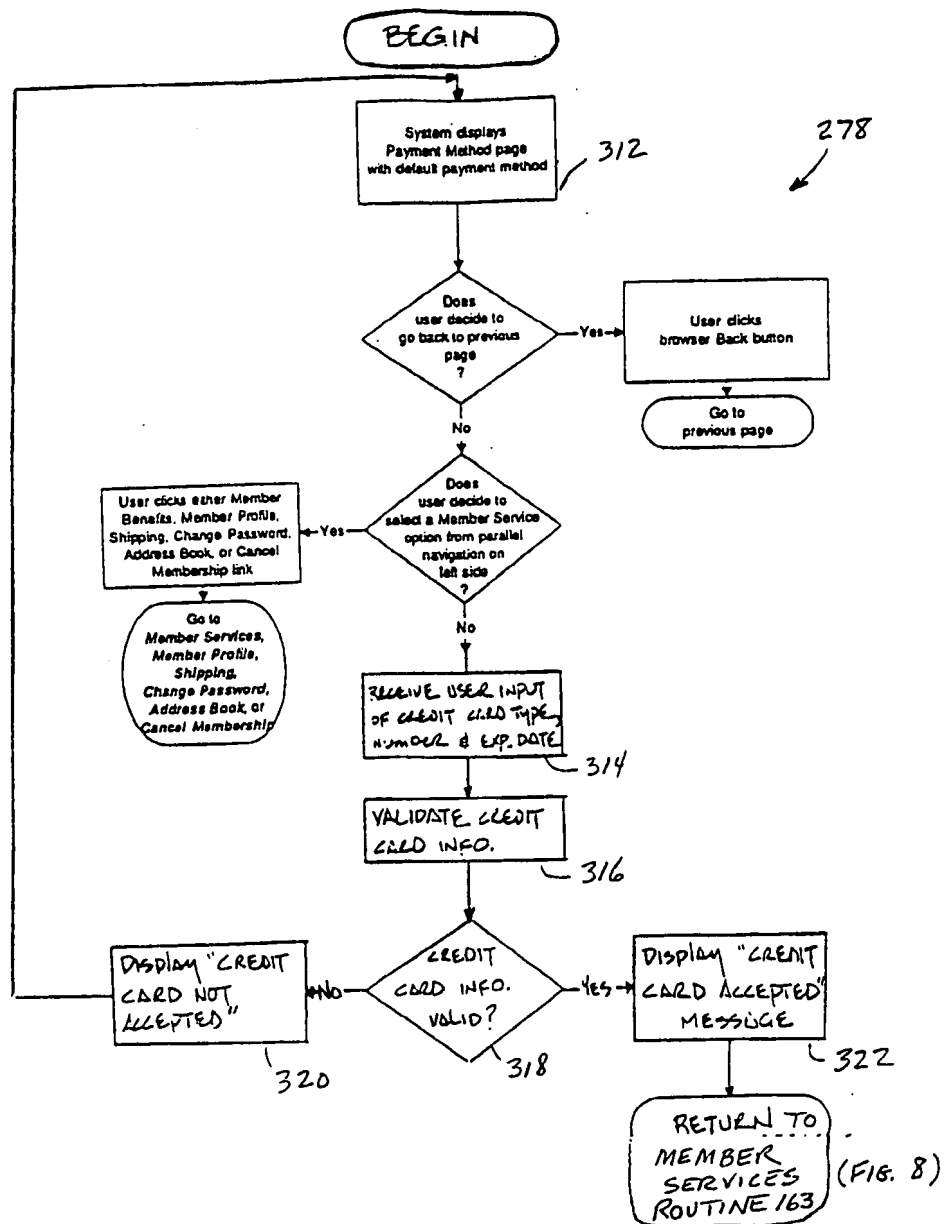 BEGIN
System displays
Payment Method page
with default payment method
312
278
Does
user decide to
go back to previous
page
?
Yes
User clicks
browser Back button
Go to
previous page
No
Does
user decide to
select a Member Service
option from parallel
navigation on
left side
?
Yes
User clicks either Member
Benefits, Member Profile,
Shipping, Change Password,
Address Book, or Cancel
Membership link
Go to
Member Services,
Member Profile,
Shipping,
Change Password,
Address Book, or
Cancel Membership
No
RECEIVE USER INPUT
OF CREDIT CARD TYPE,
NUMBER & EXP. DATE
314
VALIDATE CREDIT
CARD INFO.
316
CREDIT
CARD INFO.
VALID?
318
NO
DISPLAY "CREDIT
CARD NOT
ACCEPTED"
320
YES
DISPLAY "CREDIT
CARD ACCEPTED"
MESSAGE
322
RETURN TO
MEMBER
SERVICES
ROUTINE 163
(FIG. 8)